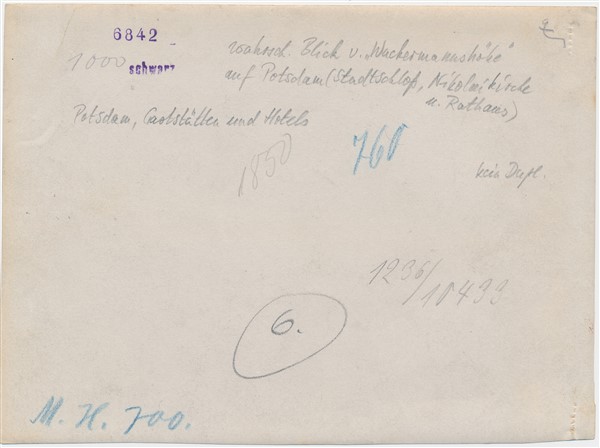 6842
1000
schwarz
wahrsch. Blick v. „Wackermannshöhe"
auf Potsdam (Stadtschloß, Nikolaikirche
u. Rathaus)
Potsdam, Gaststätten und Hotels
1850
760
kein Dupl.
1236/10433
6.
M. H. 700.